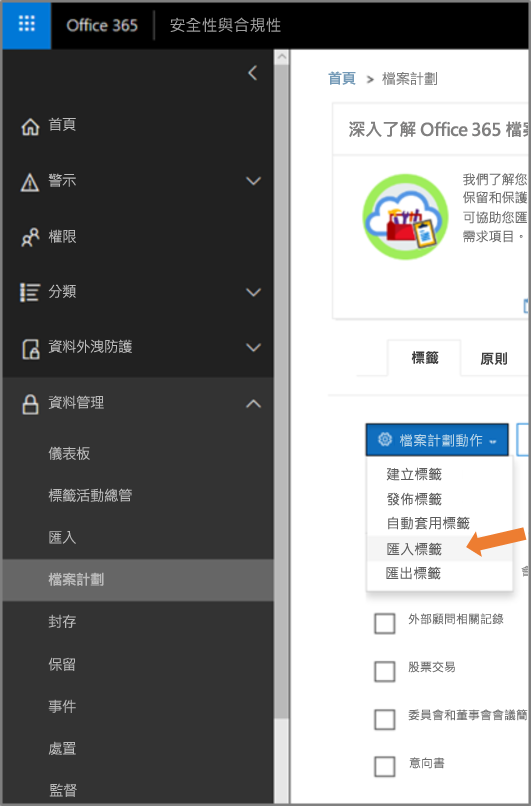 Office 365 安全性與合規性
首頁
警示
權限
分類
資料外洩防護
資料管理
儀表板
標籤活動總管
匯入
檔案計劃
封存
保留
事件
處置
監督
首頁 > 檔案計劃
深入了解 Office 365 檔案
我們了解您
保留和保護
可協助您匯
需求項目。
標籤 原則
檔案計劃動作
建立標籤
發佈標籤
自動套用標籤
匯入標籤
匯出標籤
外部顧問相關記錄
股票交易
委員會和董事會會議簡
意向書